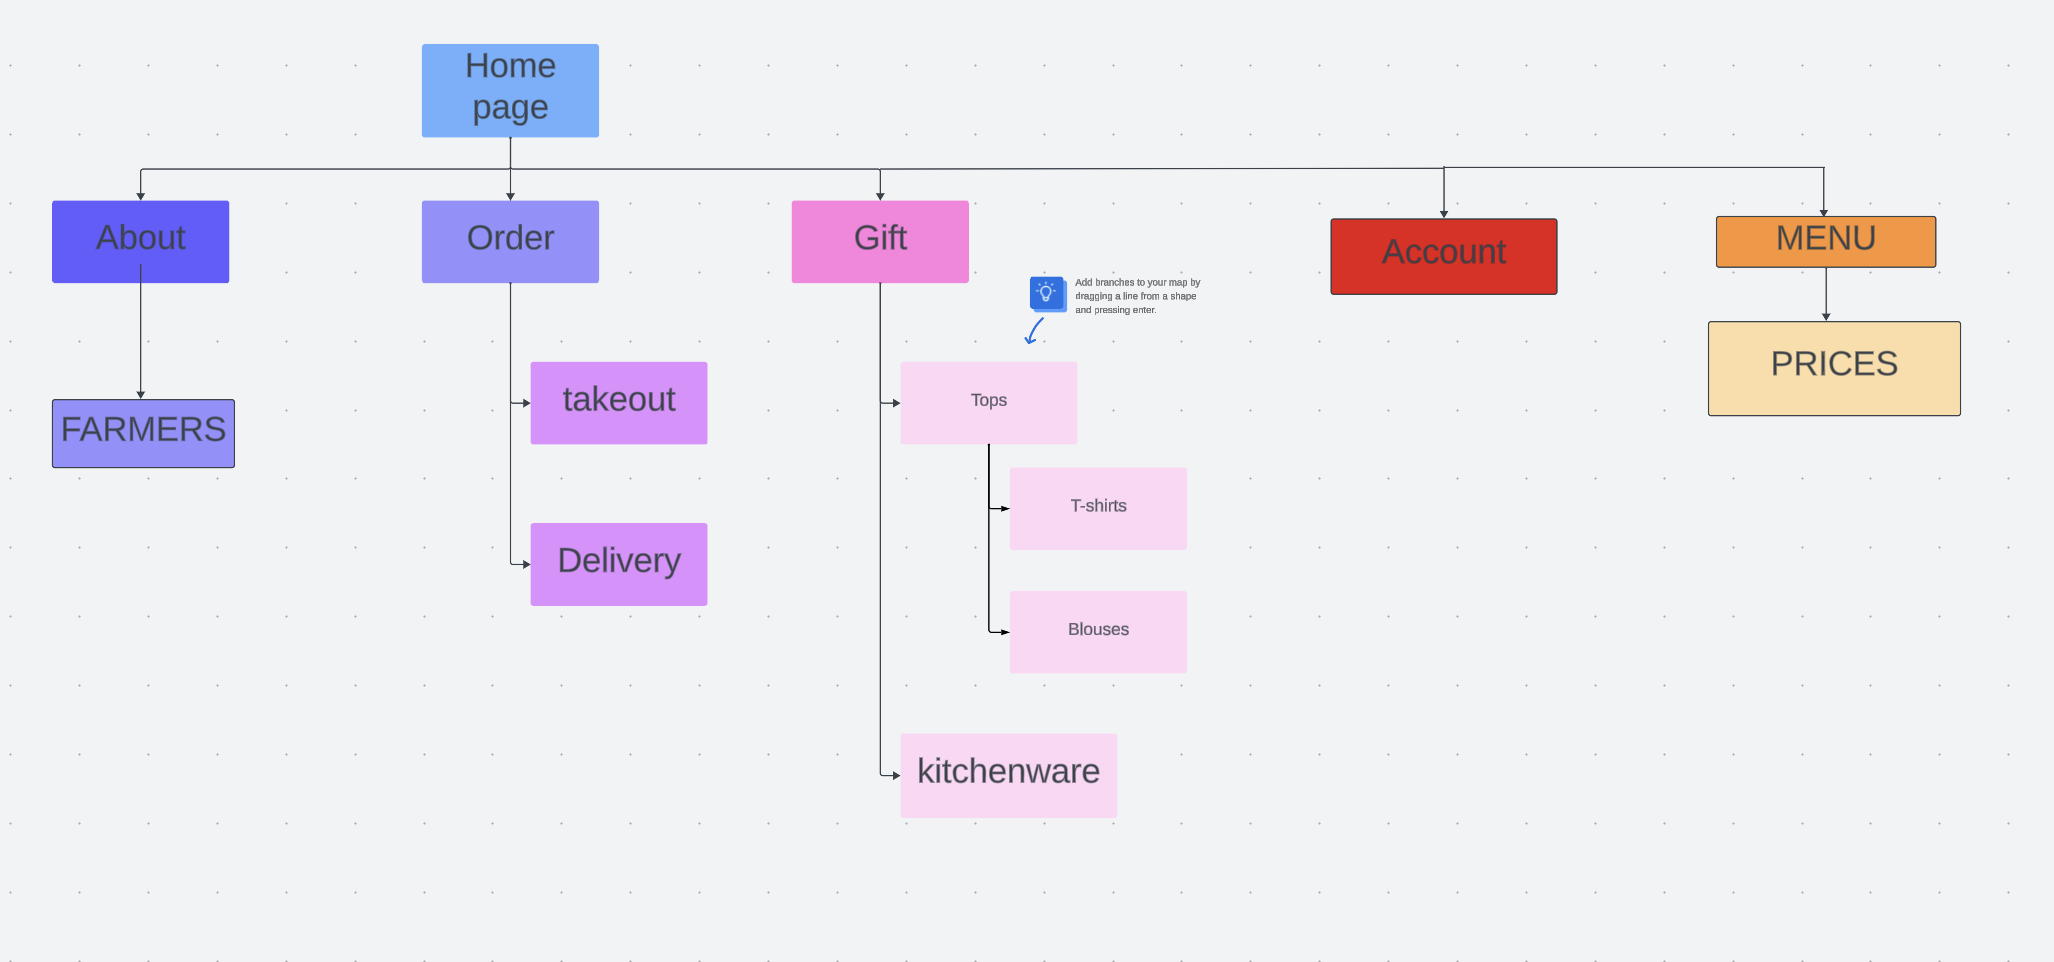 Home
page
About
Order
Gift
Account
MENU
Add branches to your map by
dragging a line from a shape
and pressing enter.
PRICES
takeout
Tops
FARMERS
T-shirts
Delivery
Blouses
kitchenware